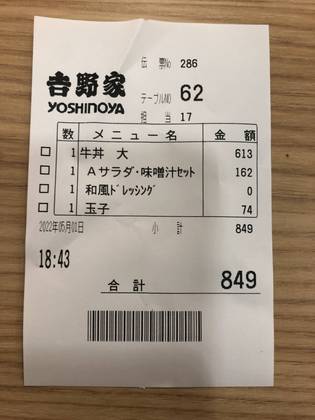 伝票No 286
吉野家
YOSHINOYA
テーブルNO 62
担当 17
数 メニュー名 金額
1 牛丼 大 613
1 Aサラダ・味噌汁セット 162
1 和風ドレッシング 0
1 玉子 74
2022年05月01日 小計 849
18:43
合計 849